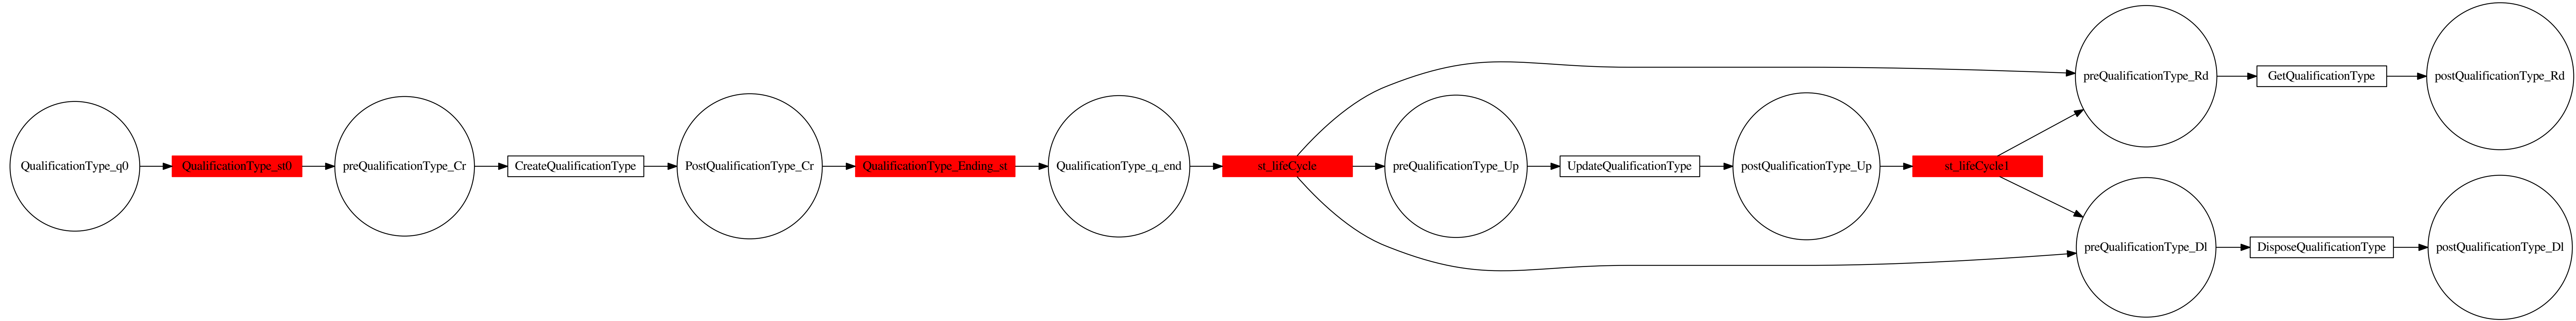 QualificationType_q0
QualificationType_st0
preQualificationType_Cr
CreateQualificationType
PostQualificationType_Cr
QualificationType_Ending_st
QualificationType_q_end
st_lifeCycle
preQualificationType_Up
UpdateQualificationType
postQualificationType_Up
st_lifeCycle1
preQualificationType_Rd
GetQualificationType
postQualificationType_Rd
preQualificationType_Dl
DisposeQualificationType
postQualificationType_Dl